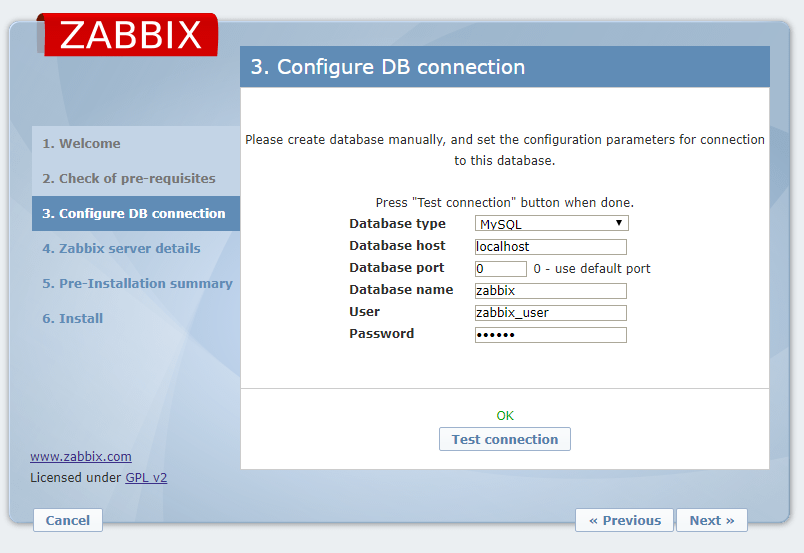 ZABBIX
3. Configure DB connection
1. Welcome
2. Check of pre-requisites
3. Configure DB connection
4. Zabbix server details
5. Pre-Installation summary
6. Install
Please create database manually, and set the configuration parameters for connection
to this database.
Press "Test connection" button when done.
Database type MySQL
Database host localhost
Database port 0 0 - use default port
Database name zabbix
User zabbix_user
Password ••••••
OK
Test connection
www.zabbix.com
Licensed under GPL v2
Cancel
« Previous
Next »